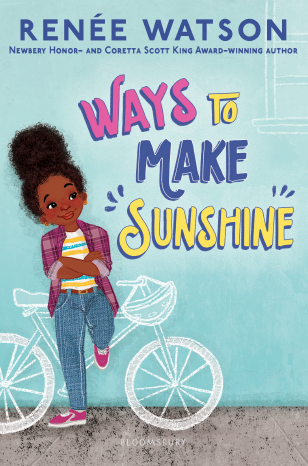 RENÉE WATSON
NEWBERY HONOR– AND CORETTA SCOTT KING AWARD–WINNING AUTHOR
WAYS TO
MAKE
SUNSHINE
BLOOMSBURY